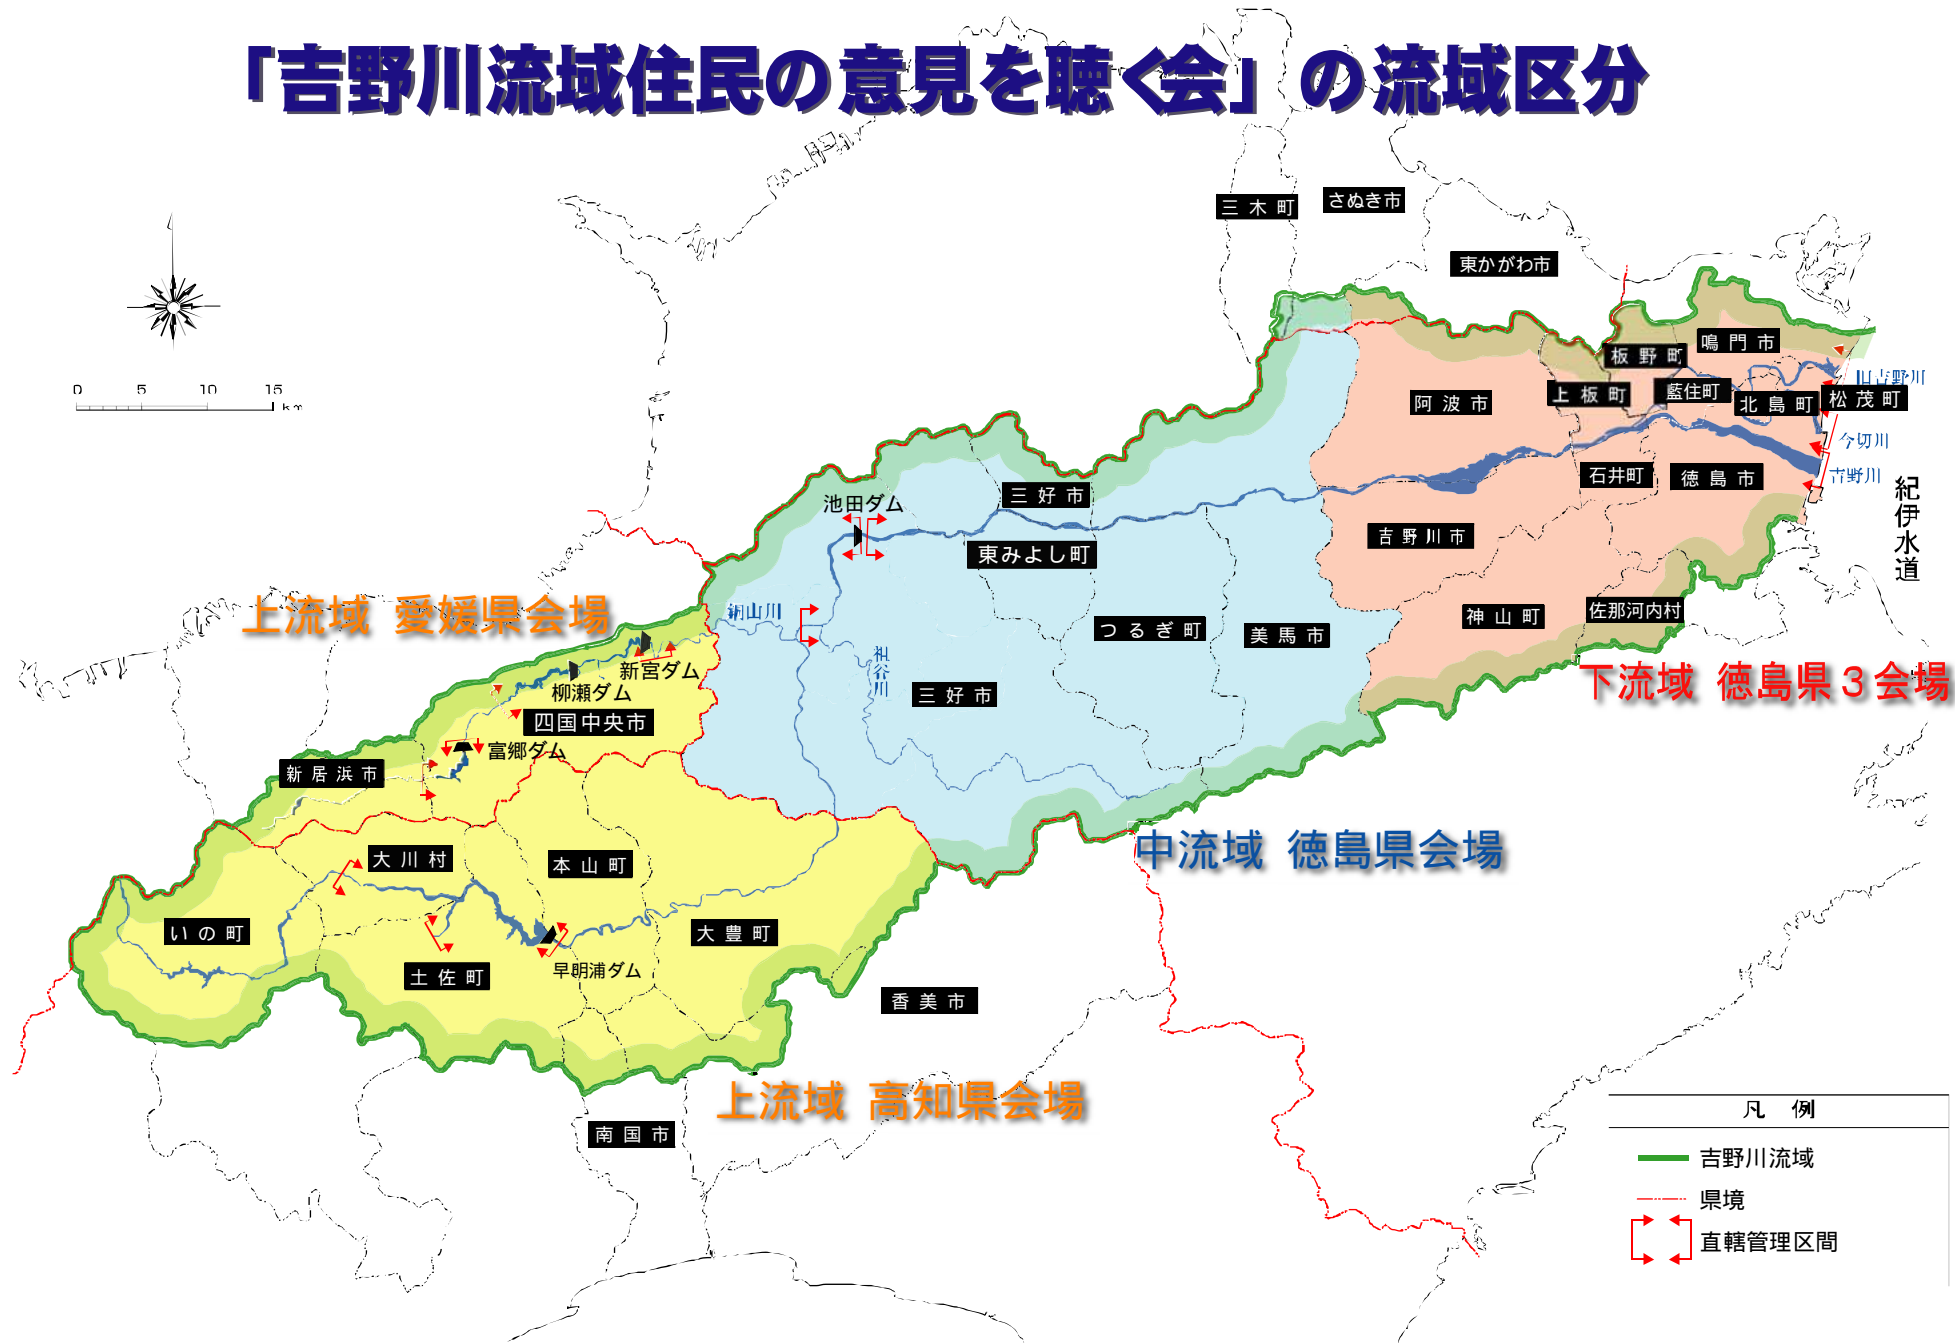 「吉野川流域住民の意見を聴く会」の流域区分
三木町
さぬき市
東かがわ市
0 5 10 15
km
鳴門市
板野町
旧吉野川
上板町
藍住町
北島町
松茂町
阿波市
今切川
石井町
徳島市
吉野川
紀伊水道
池田ダム
三好市
吉野川市
東みよし町
上流域 愛媛県会場
銅山川
つるぎ町
美馬市
神山町
佐那河内村
新宮ダム
柳瀬ダム
三好市
下流域 徳島県3会場
四国中央市
富郷ダム
新居浜市
中流域 徳島県会場
大川村
本山町
いの町
大豊町
土佐町
早明浦ダム
香美市
上流域 高知県会場
南国市
凡例
吉野川流域
県境
直轄管理区間